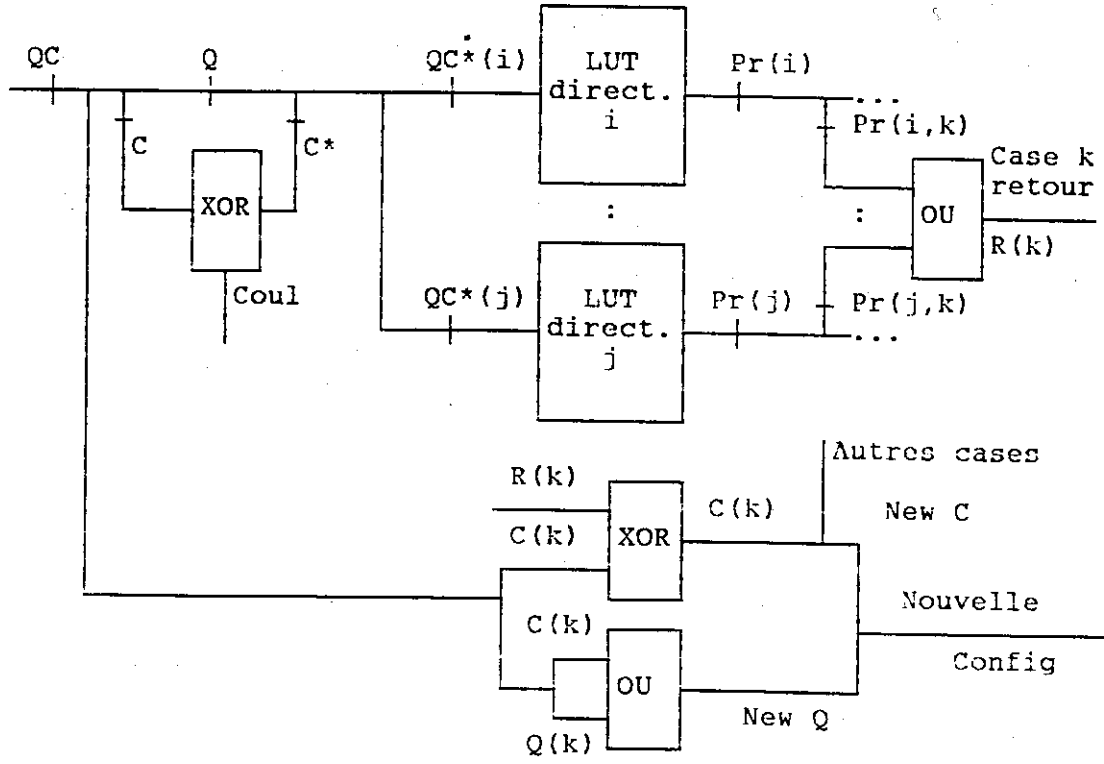 QC
Q
QC*(i)
LUT
direct.
i
Pr(i)
...
Pr(i,k)
C
C*
XOR
Coul
:
:
OU
Case k
retour
R(k)
QC*(j)
LUT
direct.
j
Pr(j)
Pr(j,k)
...
Autres cases
R(k)
C(k)
XOR
C(k)
New C
C(k)
OU
Q(k)
New Q
Nouvelle
Config